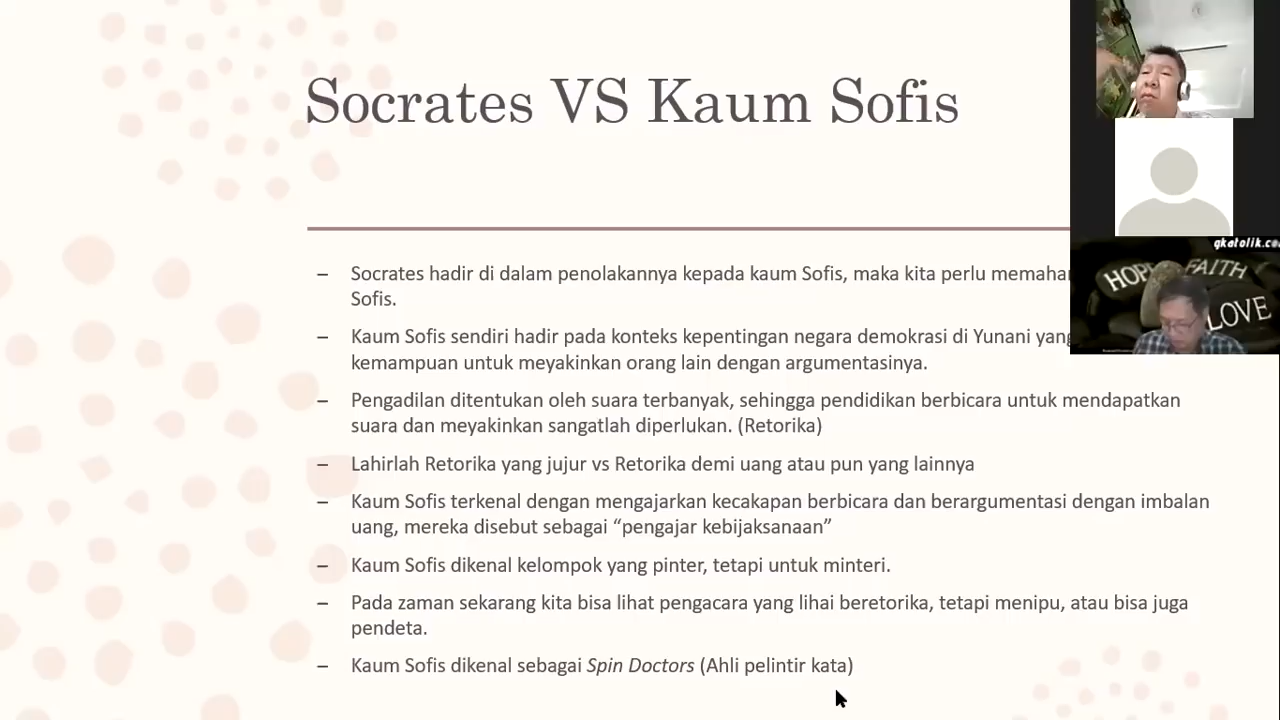 Socrates VS Kaum Sofis
– Socrates hadir di dalam penolakannya kepada kaum Sofis, maka kita perlu
Sofis.
– Kaum Sofis sendiri hadir pada konteks kepentingan negara demokrasi di Yunani yang
kemampuan untuk meyakinkan orang lain dengan argumentasinya.
– Pengadilan ditentukan oleh suara terbanyak, sehingga pendidikan berbicara untuk mendapatkan
suara dan meyakinkan sangatlah diperlukan. (Retorika)
– Lahirlah Retorika yang jujur vs Retorika demi uang atau pun yang lainnya
– Kaum Sofis terkenal dengan mengajarkan kecakapan berbicara dan berargumentasi dengan imbalan
uang, mereka disebut sebagai “pengajar kebijaksanaan”
– Kaum Sofis dikenal kelompok yang pinter, tetapi untuk minteri.
– Pada zaman sekarang kita bisa lihat pengacara yang lihai beretorika, tetapi menipu, atau bisa juga
pendeta.
– Kaum Sofis dikenal sebagai Spin Doctors (Ahli pelintir kata)
FAITH
LOVE